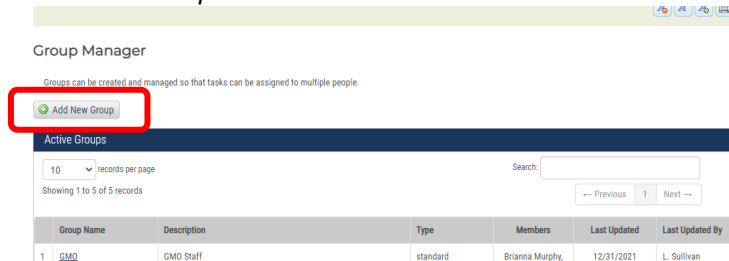 Group Manager
Groups can be created and managed so that tasks can be assigned to multiple people.
Add New Group
Active Groups
10 records per page Search:
Showing 1 to 5 of 5 records ← Previous 1 Next →
Group Name Description Type Members Last Updated Last Updated By
1 GMO GMO Staff standard Brianna Murphy, 12/31/2021 L. Sullivan